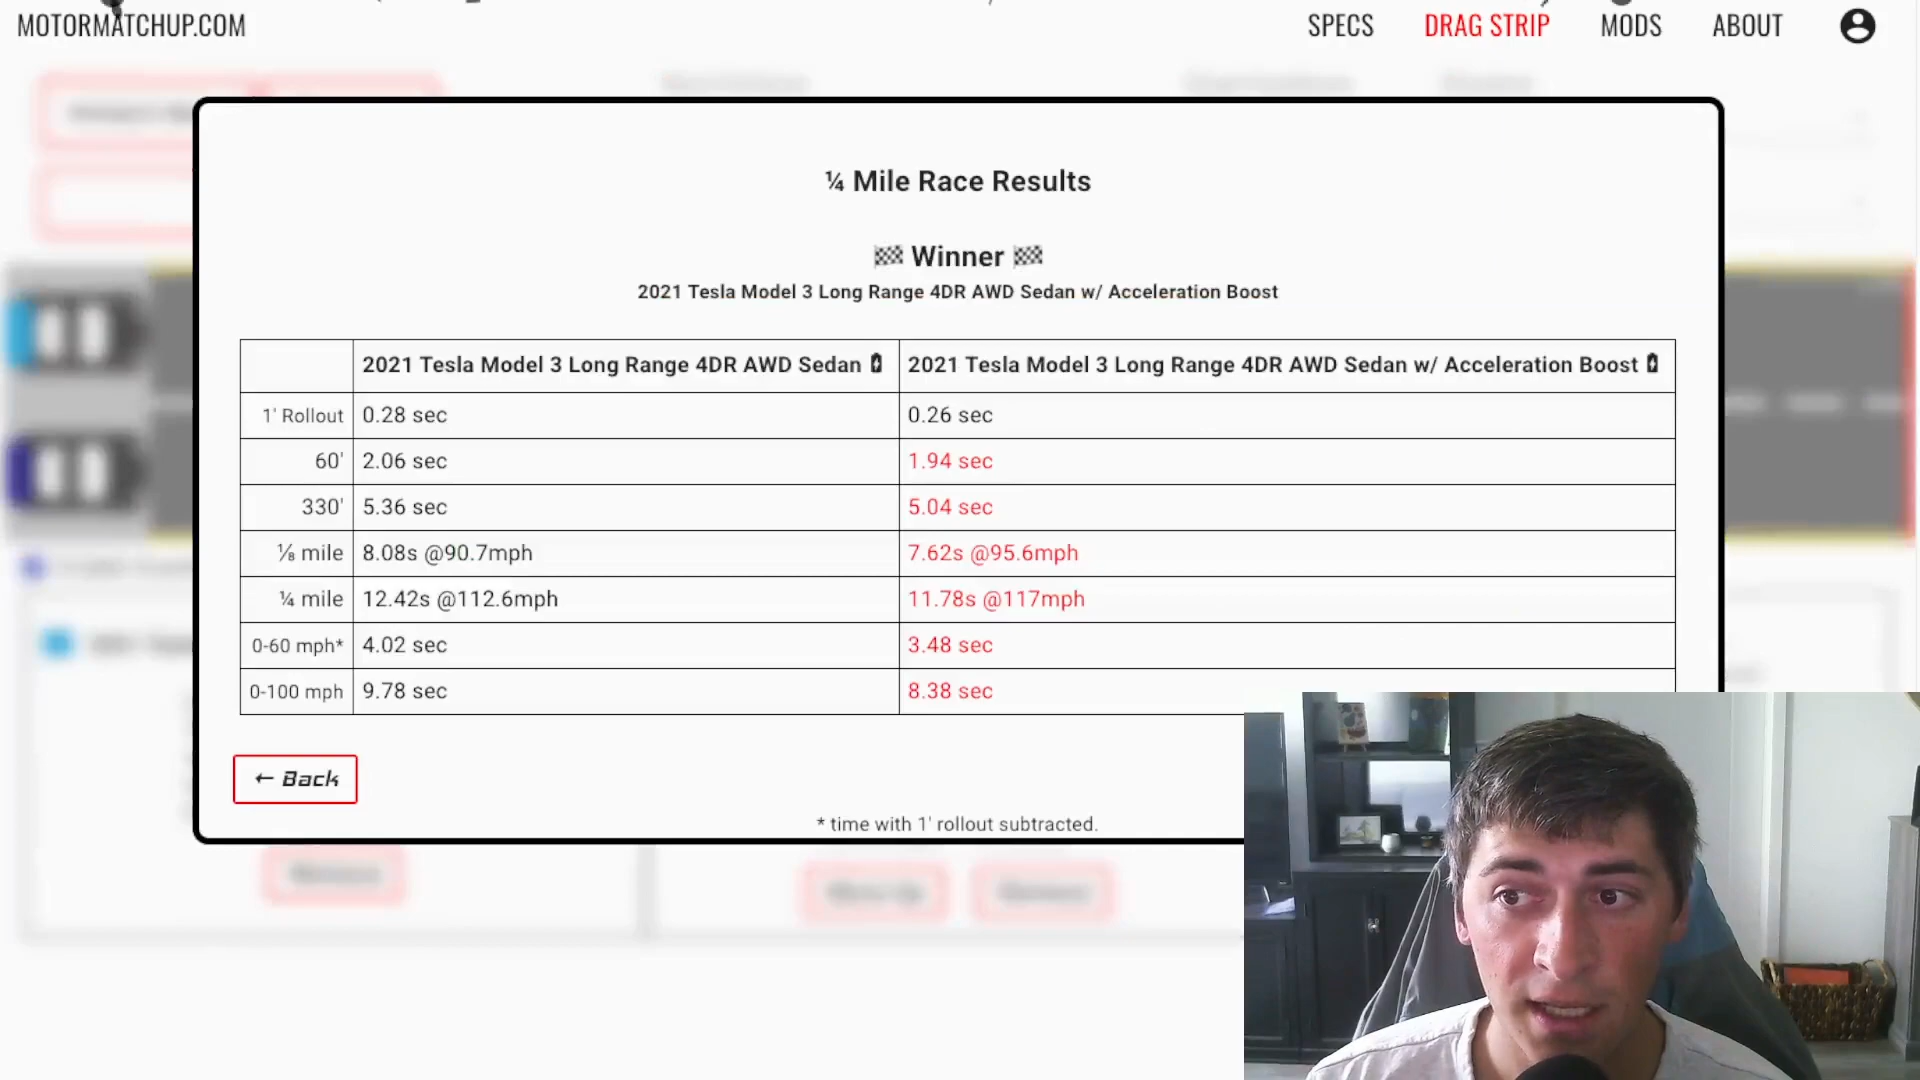 MOTORMATCHUP.COM
SPECS
DRAG STRIP
MODS
ABOUT
¼ Mile Race Results
Winner
2021 Tesla Model 3 Long Range 4DR AWD Sedan w/ Acceleration Boost
2021 Tesla Model 3 Long Range 4DR AWD Sedan 2021 Tesla Model 3 Long Range 4DR AWD Sedan w/ Acceleration Boost
1' Rollout 0.28 sec 0.26 sec
60' 2.06 sec 1.94 sec
330' 5.36 sec 5.04 sec
⅛ mile 8.08s @90.7mph 7.62s @95.6mph
¼ mile 12.42s @112.6mph 11.78s @117mph
0-60 mph* 4.02 sec 3.48 sec
0-100 mph 9.78 sec 8.38 sec
← Back
* time with 1' rollout subtracted.